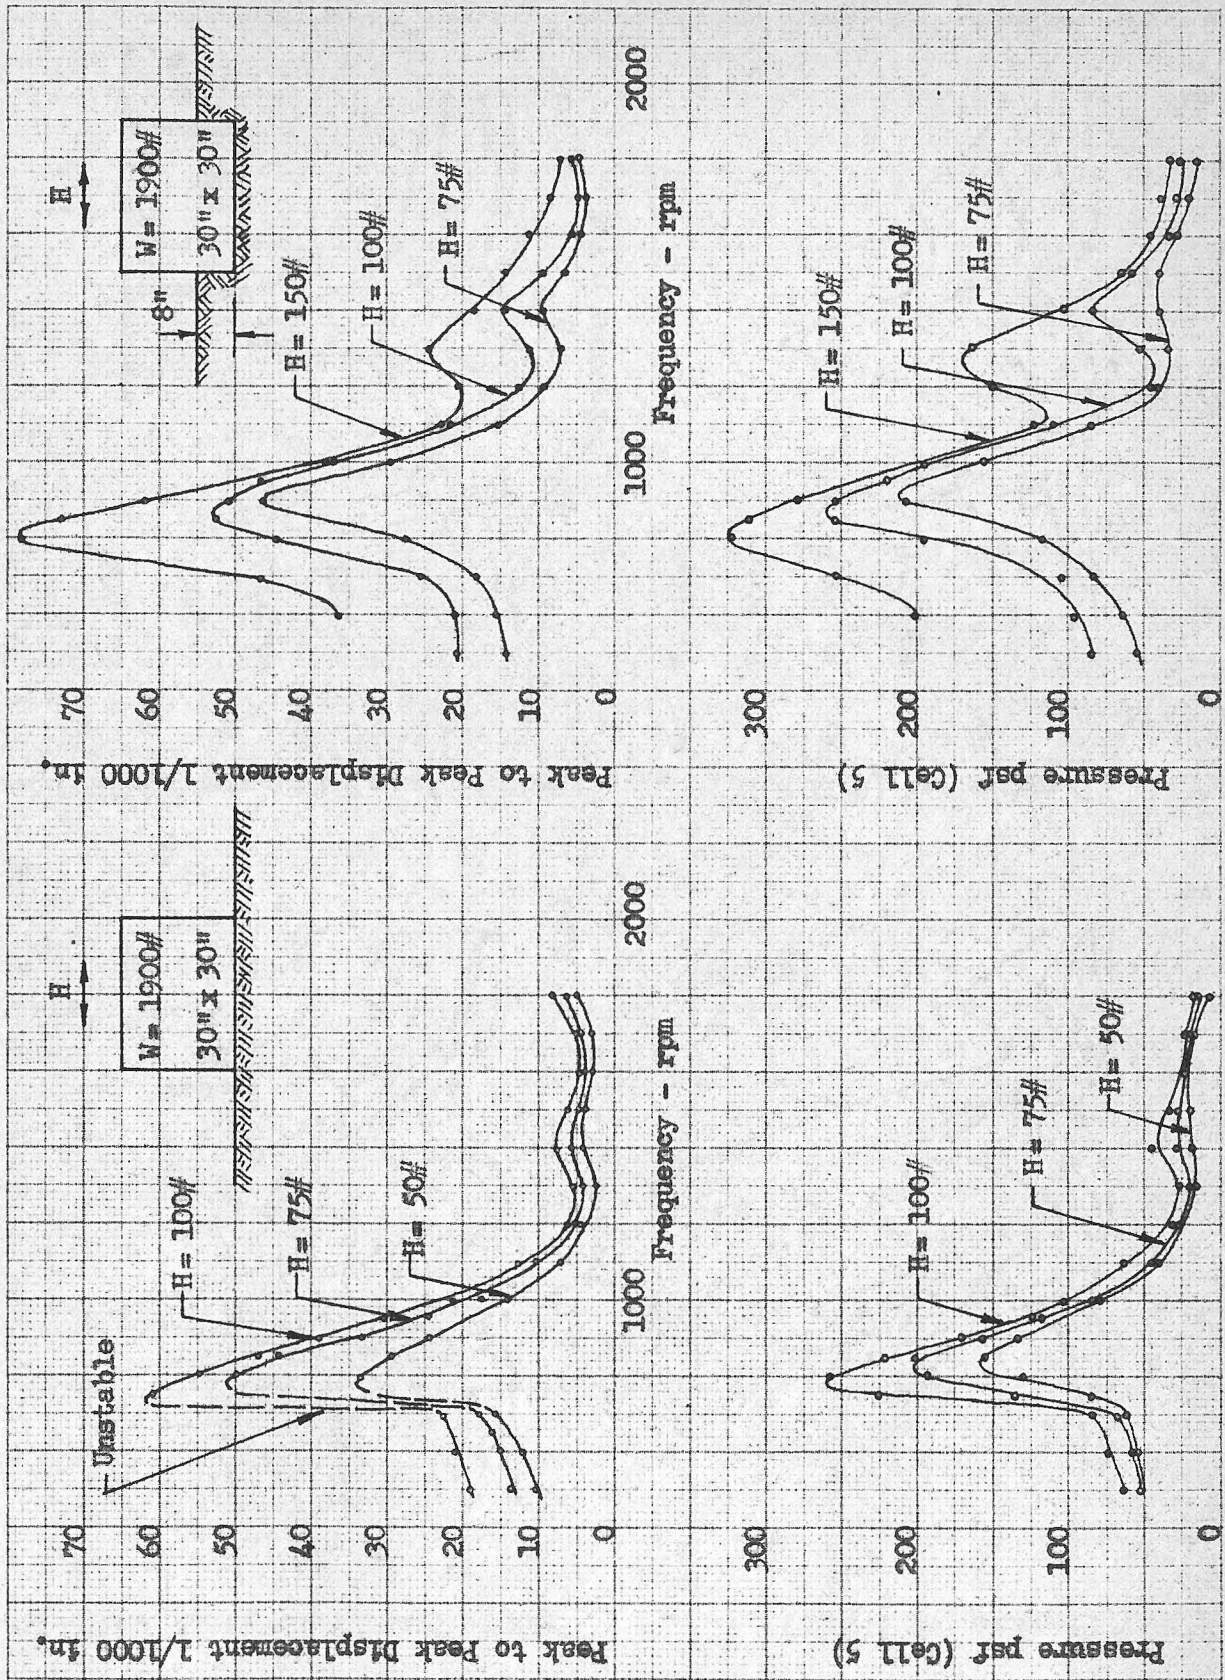 Peak to Peak Displacement 1/1000 in.
70
60
50
40
30
20
10
0
Unstable
H = 100#
H = 75#
H = 50#
H
W = 1900#
30" x 30"
1000
2000
Frequency - rpm
Pressure psf (Cell 5)
300
200
100
0
H = 100#
H = 75#
H = 50#
Peak to Peak Displacement 1/1000 in.
70
60
50
40
30
20
10
0
H = 150#
H = 100#
H = 75#
8"
H
W = 1900#
30" x 30"
1000
2000
Frequency - rpm
Pressure psf (Cell 5)
300
200
100
0
H = 150#
H = 100#
H = 75#